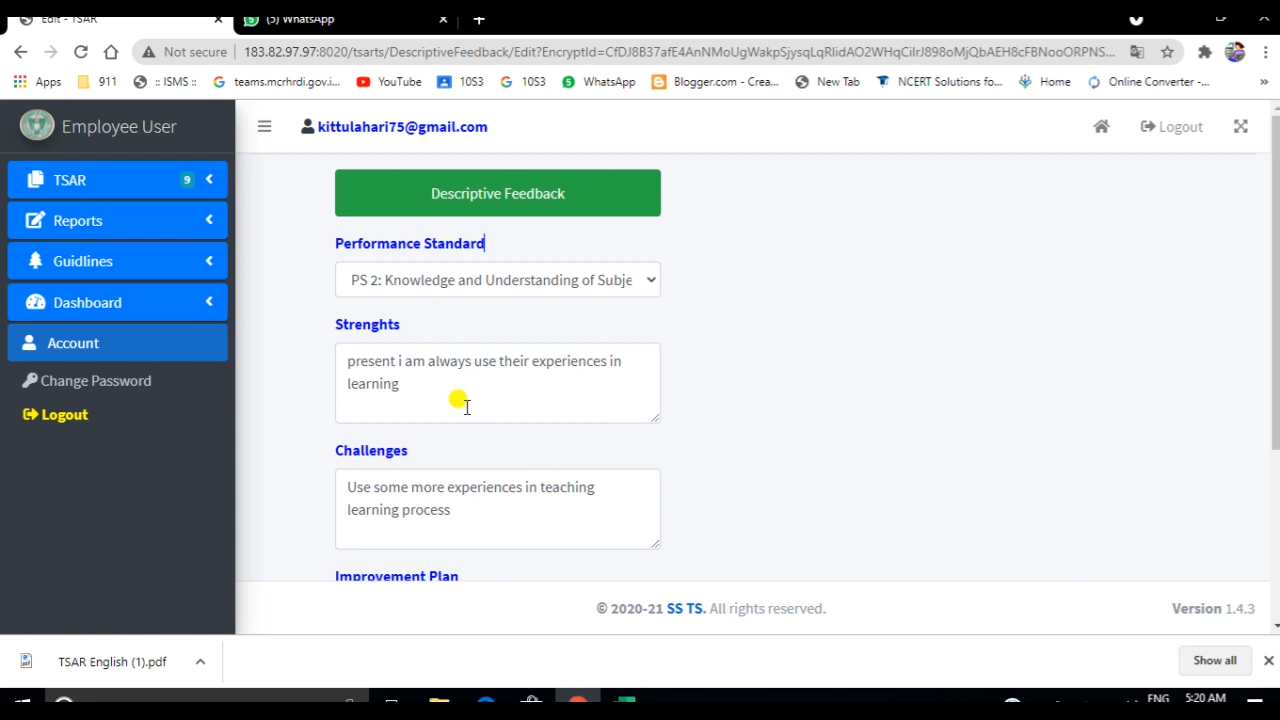 Edit - TSAR
(5) WhatsApp
Not secure
183.82.97.97:8020/tsarts/DescriptiveFeedback/Edit?EncryptId=CfDJ8B37afE4AnNMoUgWakpSjysqLqRlidAO2WHqCiIrJ898oMjQbAEH8cFBNooORPNS...
Apps
911
:: ISMS ::
teams.mcrhrdi.gov.i...
YouTube
10S3
10S3
WhatsApp
Blogger.com - Crea...
New Tab
NCERT Solutions fo...
Home
Online Converter -...
»
Employee User
kittulahari75@gmail.com
Logout
TSAR
9
Reports
Guidlines
Dashboard
Account
Change Password
Logout
Descriptive Feedback
Performance Standard
PS 2: Knowledge and Understanding of Subje
Strenghts
present i am always use their experiences in
learning
Challenges
Use some more experiences in teaching
learning process
Improvement Plan
© 2020-21 SS TS. All rights reserved.
Version 1.4.3
TSAR English (1).pdf
Show all
ENG
5:20 AM